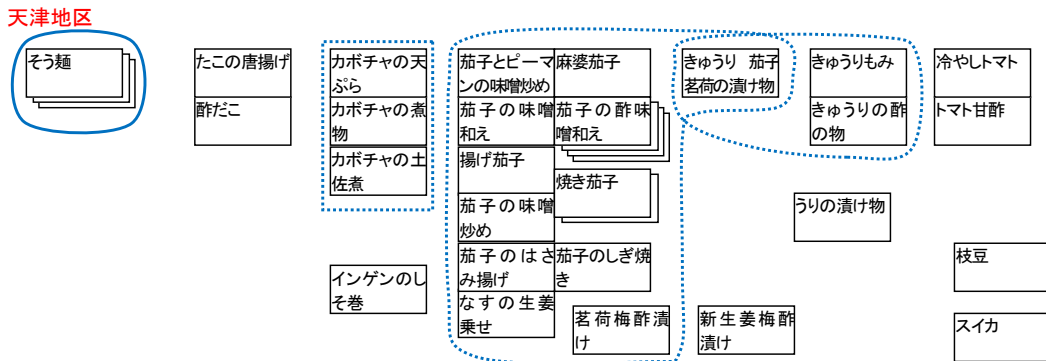 天津地区
そう麺
たこの唐揚げ
酢だこ
カボチャの天
ぷら
カボチャの煮
物
カボチャの土
佐煮
インゲンのし
そ巻
茄子とピーマ
ンの味噌炒め
茄子の味噌
和え
揚げ茄子
茄子の味噌
炒め
茄子のはさ
み揚げ
なすの生姜
乗せ
麻婆茄子
茄子の酢味
噌和え
焼き茄子
茄子のしぎ焼
き
茗荷梅酢漬
け
きゅうり 茄子
茗荷の漬け物
新生姜梅酢
漬け
きゅうりもみ
きゅうりの酢
の物
うりの漬け物
冷やしトマト
トマト甘酢
枝豆
スイカ